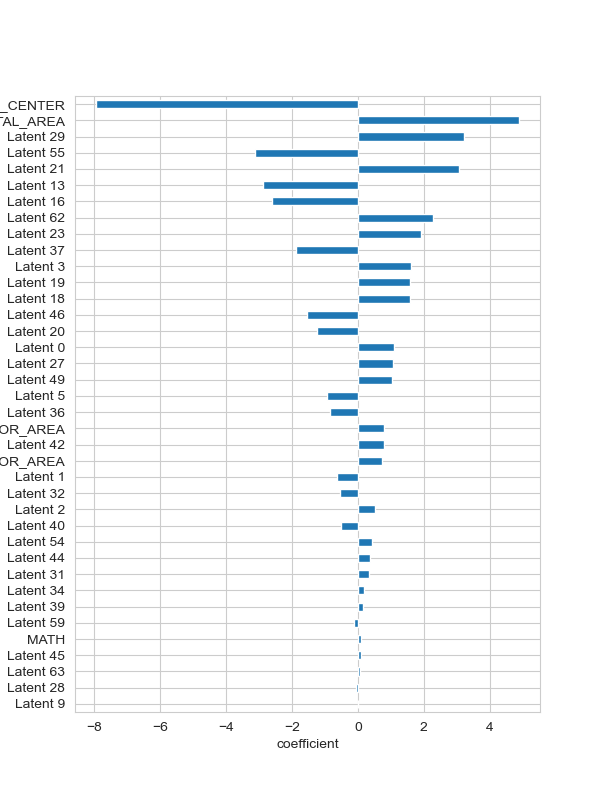 _CENTER
TAL_AREA
Latent 29
Latent 55
Latent 21
Latent 13
Latent 16
Latent 62
Latent 23
Latent 37
Latent 3
Latent 19
Latent 18
Latent 46
Latent 20
Latent 0
Latent 27
Latent 49
Latent 5
Latent 36
OR_AREA
Latent 42
OR_AREA
Latent 1
Latent 32
Latent 2
Latent 40
Latent 54
Latent 44
Latent 31
Latent 34
Latent 39
Latent 59
MATH
Latent 45
Latent 63
Latent 28
Latent 9
−8 −6 −4 −2 0 2 4
coefficient